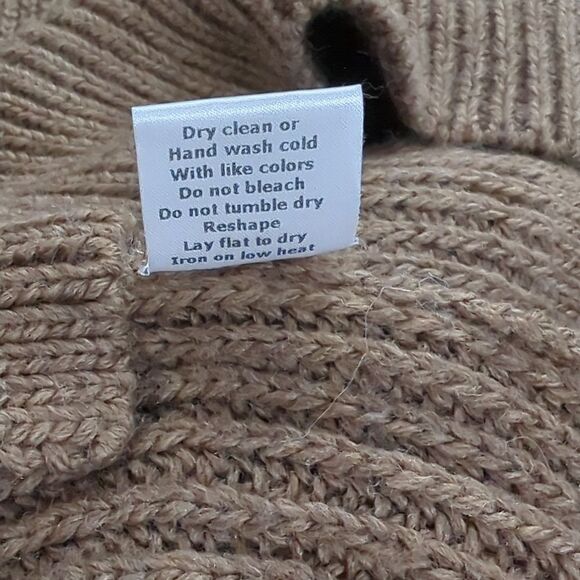 Dry clean or
Hand wash cold
With like colors
Do not bleach
Do not tumble dry
Reshape
Lay flat to dry
Iron on low heat